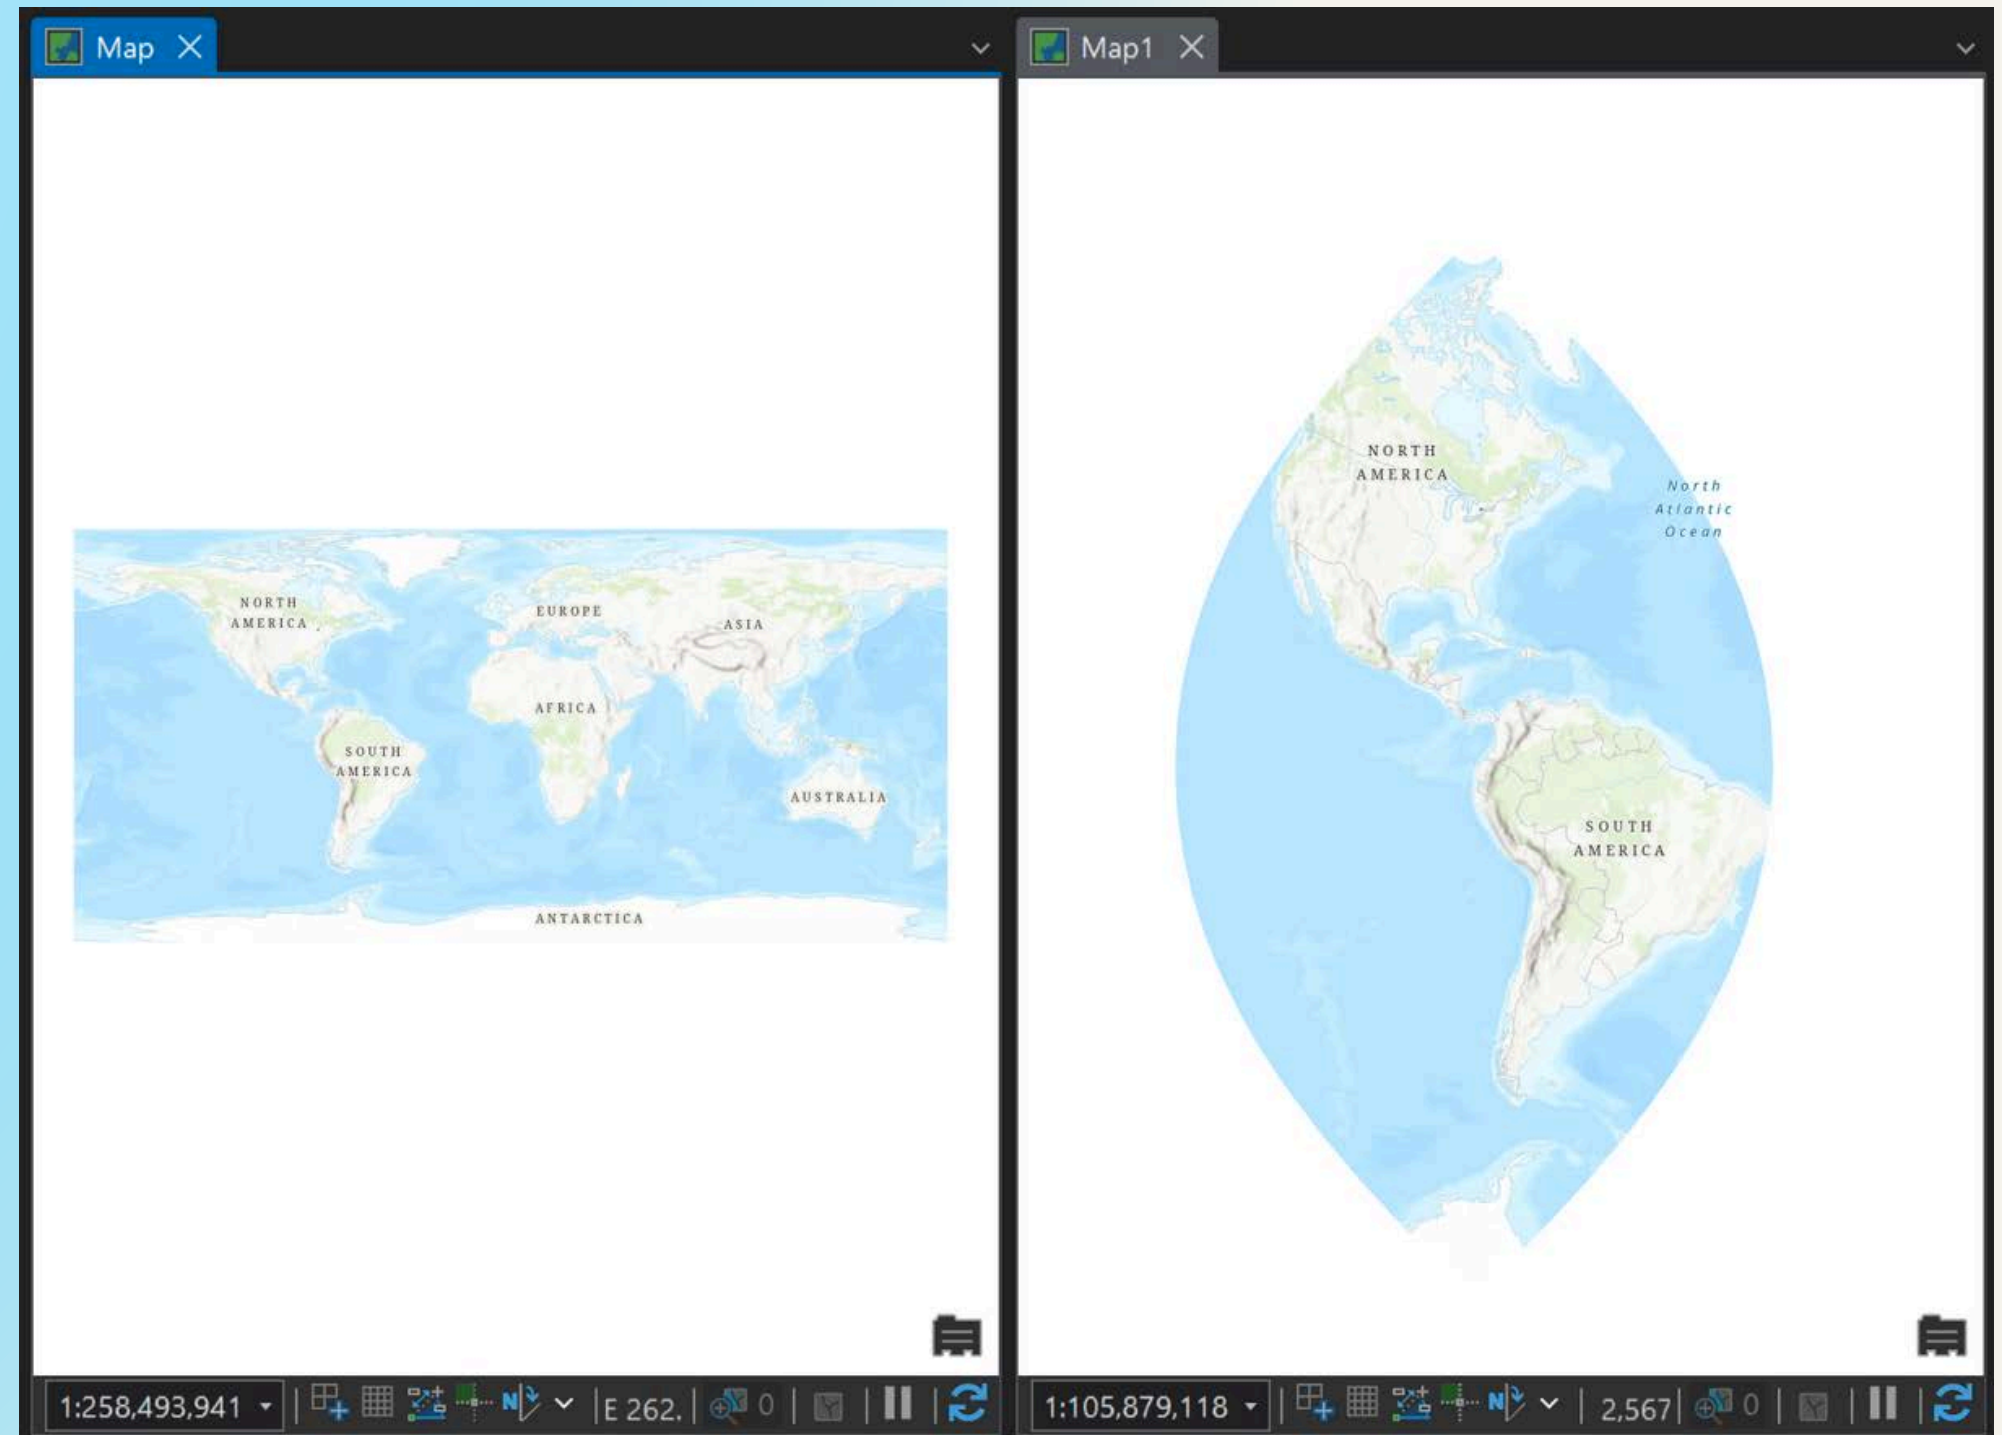 Map
Map1
NORTH
AMERICA
EUROPE
ASIA
AFRICA
SOUTH
AMERICA
AUSTRALIA
ANTARCTICA
1:258,493,941
N
E 262.
0
NORTH
AMERICA
North
Atlantic
Ocean
SOUTH
AMERICA
1:105,879,118
N
2,567
0